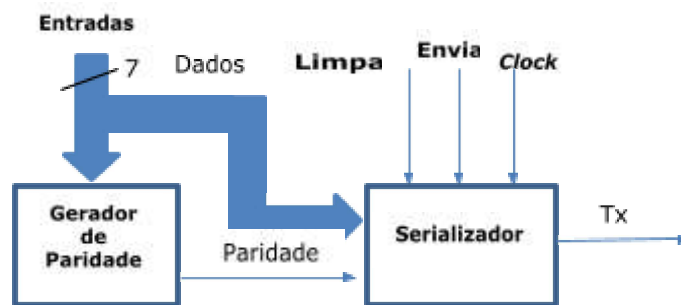 Entradas
7
Dados
Limpa
Envia
Clock
Gerador
de
Paridade
Paridade
Serializador
Tx